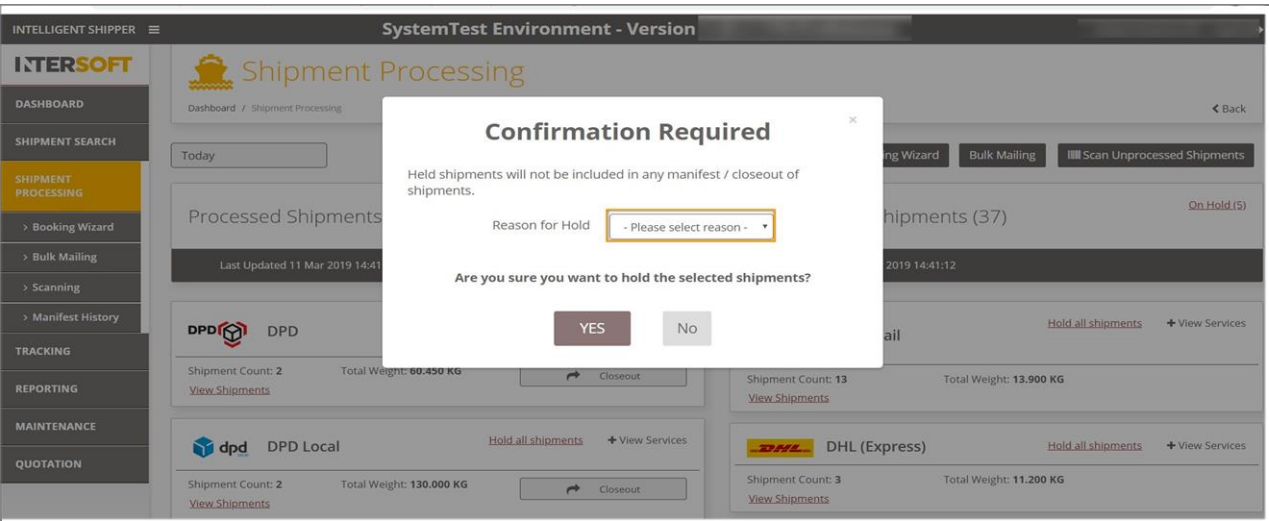 INTELLIGENT SHIPPER
SystemTest Environment - Version
INTERSOFT
Shipment Processing
DASHBOARD
Dashboard / Shipment Processing
Back
SHIPMENT SEARCH
Today
ng Wizard
Bulk Mailing
Scan Unprocessed Shipments
SHIPMENT
PROCESSING
> Booking Wizard
> Bulk Mailing
> Scanning
> Manifest History
TRACKING
REPORTING
MAINTENANCE
QUOTATION
Processed Shipments
hipments (37)
On Hold (5)
Last Updated 11 Mar 2019 14:41
2019 14:41:12
Confirmation Required
×
Held shipments will not be included in any manifest / closeout of
shipments.
Reason for Hold
- Please select reason -
Are you sure you want to hold the selected shipments?
YES
No
DPD
DPD
Shipment Count: 2
Total Weight: 60.450 KG
Closeout
View Shipments
ail
Hold all shipments
+ View Services
Shipment Count: 13
Total Weight: 13.900 KG
View Shipments
dpd
DPD Local
Hold all shipments
+ View Services
Shipment Count: 2
Total Weight: 130.000 KG
Closeout
View Shipments
DHL
DHL (Express)
Hold all shipments
+ View Services
Shipment Count: 3
Total Weight: 11.200 KG
View Shipments